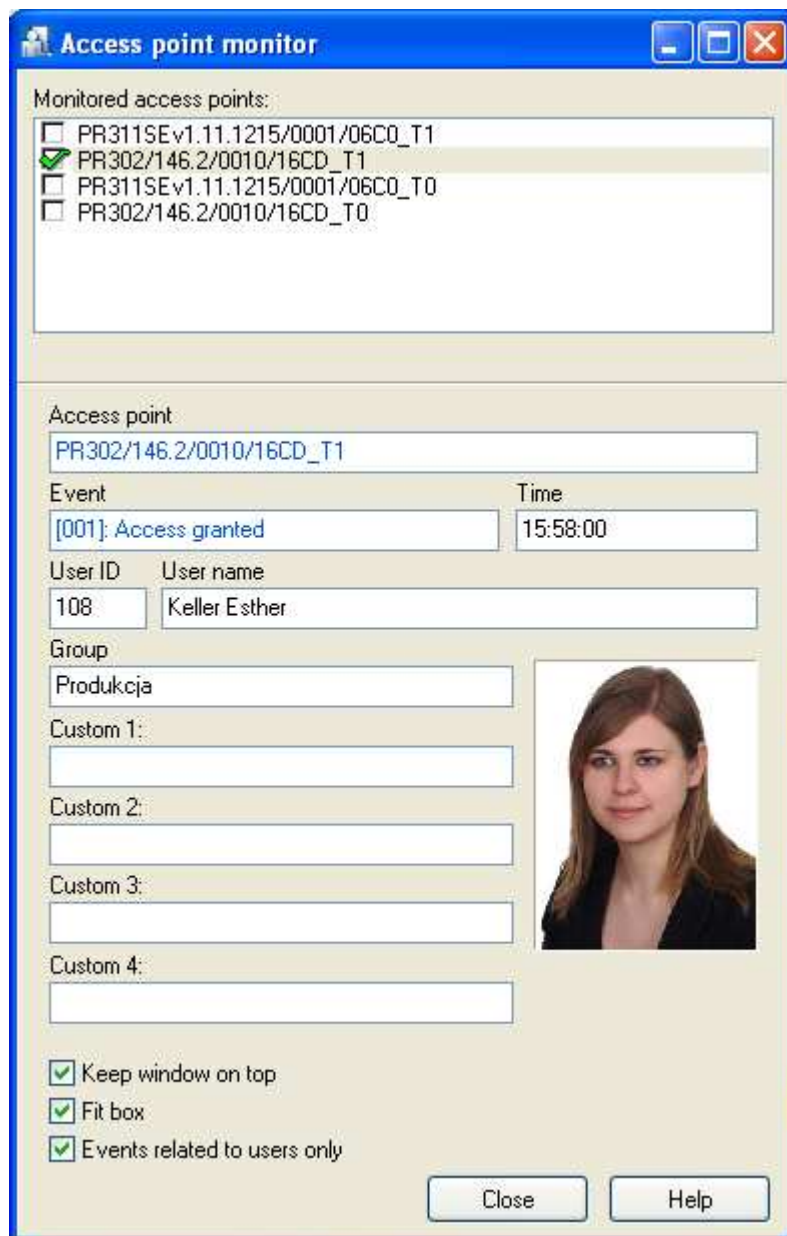 Access point monitor
Monitored access points:
PR311SEv1.11.1215/0001/06C0_T1
PR302/146.2/0010/16CD_T1
PR311SEv1.11.1215/0001/06C0_T0
PR302/146.2/0010/16CD_T0
Access point
PR302/146.2/0010/16CD_T1
Event Time
[001]: Access granted 15:58:00
User ID User name
108 Keller Esther
Group
Produkcja
Custom 1:
Custom 2:
Custom 3:
Custom 4:
Keep window on top
Fit box
Events related to users only
Close Help